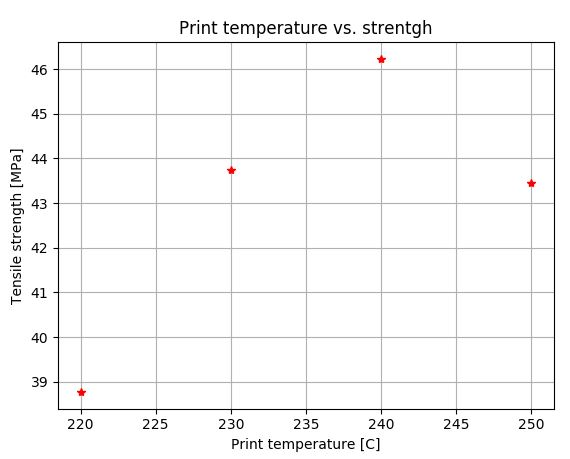 Print temperature vs. strentgh
46
45
44
43
42
41
40
39
Tensile strength [MPa]
220 225 230 235 240 245 250
Print temperature [C]